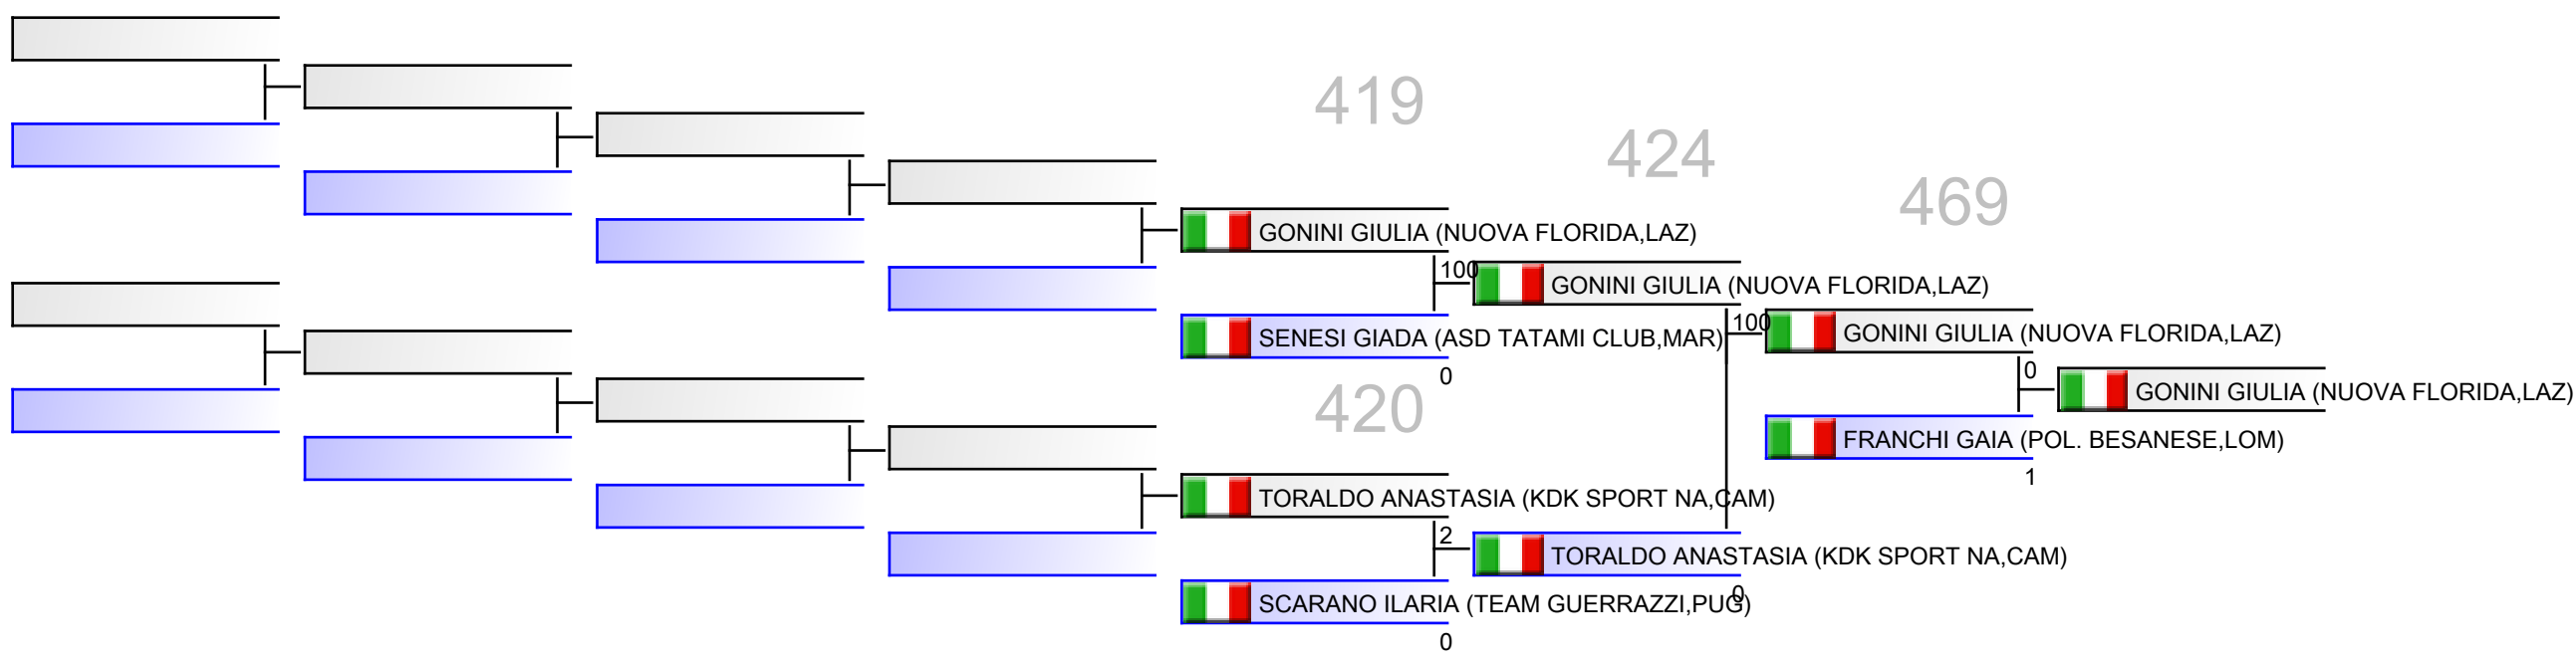 419
424
469
GONINI GIULIA (NUOVA FLORIDA,LAZ)
100
GONINI GIULIA (NUOVA FLORIDA,LAZ)
SENESI GIADA (ASD TATAMI CLUB,MAR)
0
100
GONINI GIULIA (NUOVA FLORIDA,LAZ)
0
GONINI GIULIA (NUOVA FLORIDA,LAZ)
FRANCHI GAIA (POL. BESANESE,LOM)
1
420
TORALDO ANASTASIA (KDK SPORT NA,CAM)
2
TORALDO ANASTASIA (KDK SPORT NA,CAM)
0
SCARANO ILARIA (TEAM GUERRAZZI,PUG)
0